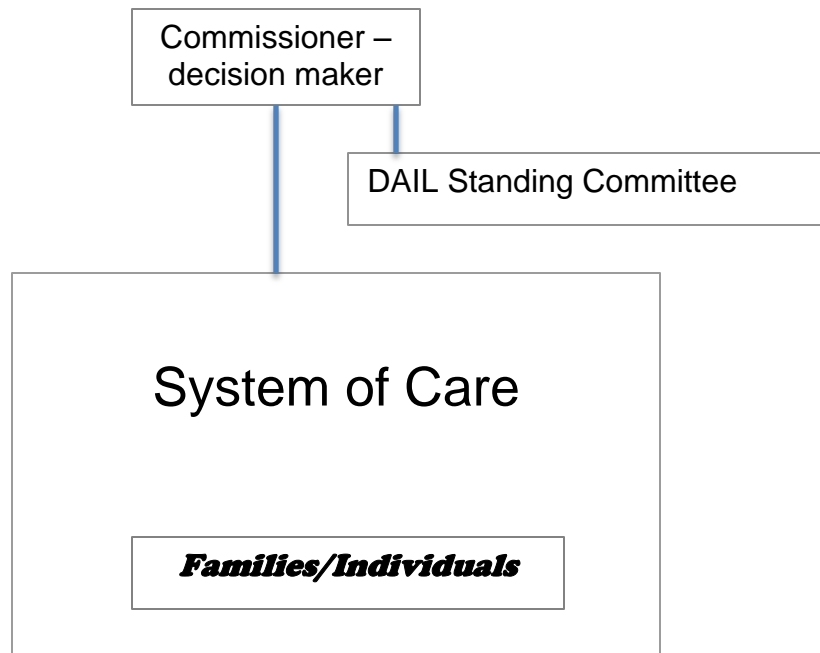 Commissioner –
decision maker
DAIL Standing Committee
System of Care
Families/Individuals